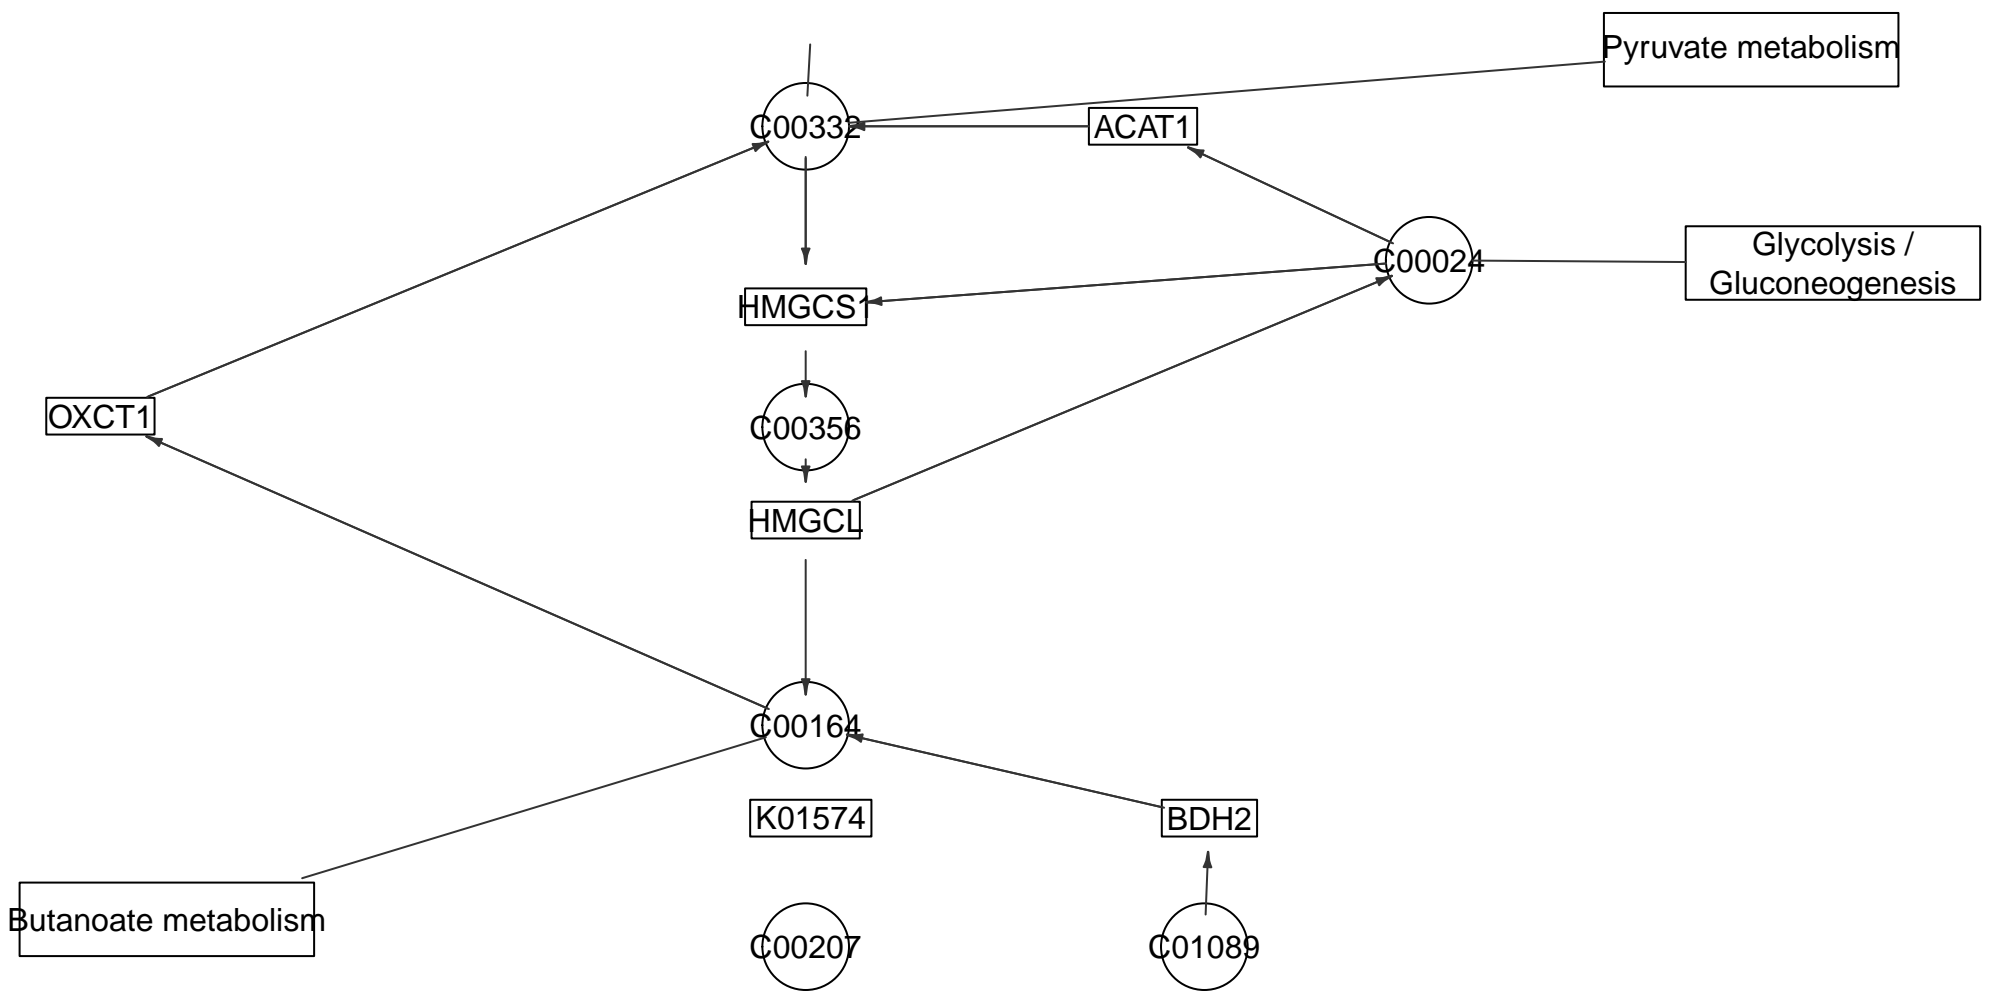 Pyruvate metabolism
C00332
ACAT1
Glycolysis /
Gluconeogenesis
C00024
HMGCS1
OXCT1
C00356
HMGCL
C00164
K01574
BDH2
Butanoate metabolism
C00207
C01089